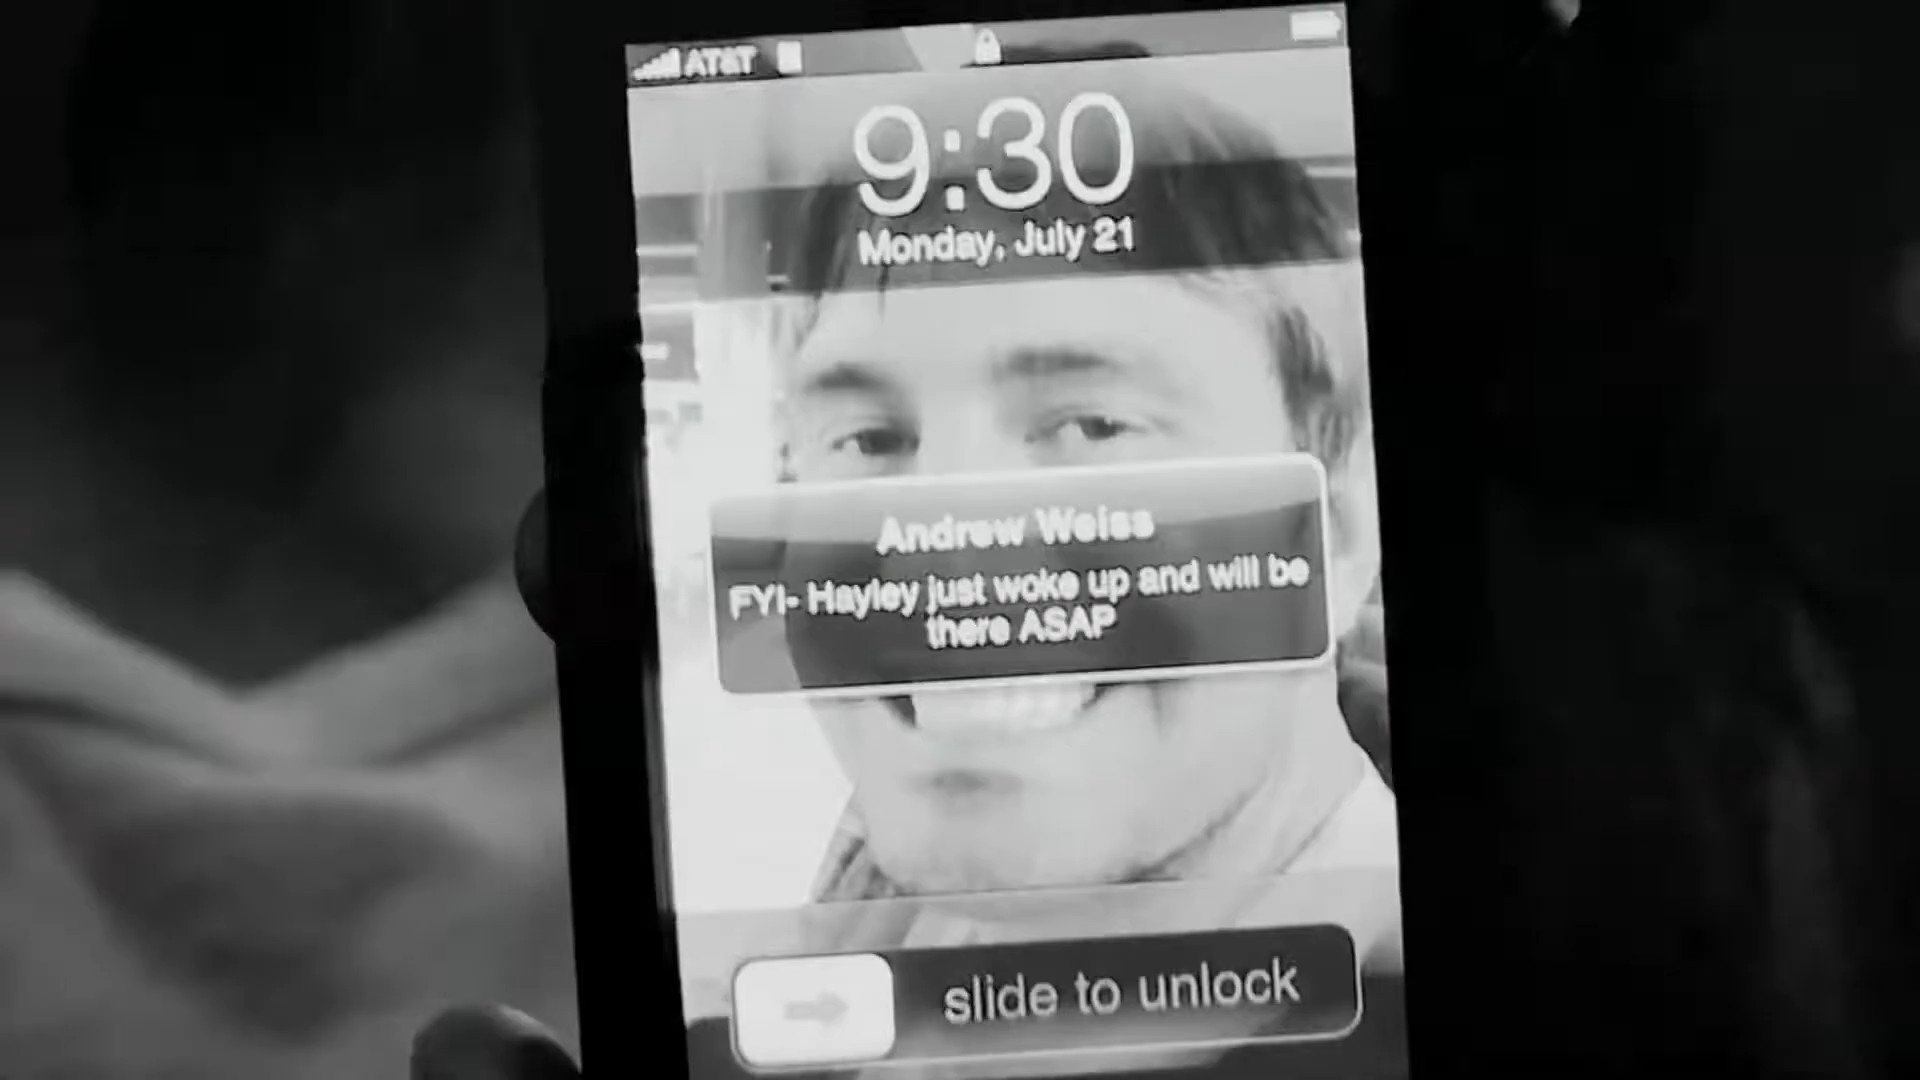 AT&T
9:30
Monday, July 21
Andrew Weiss
FYI- Hayley just woke up and will be
there ASAP
slide to unlock